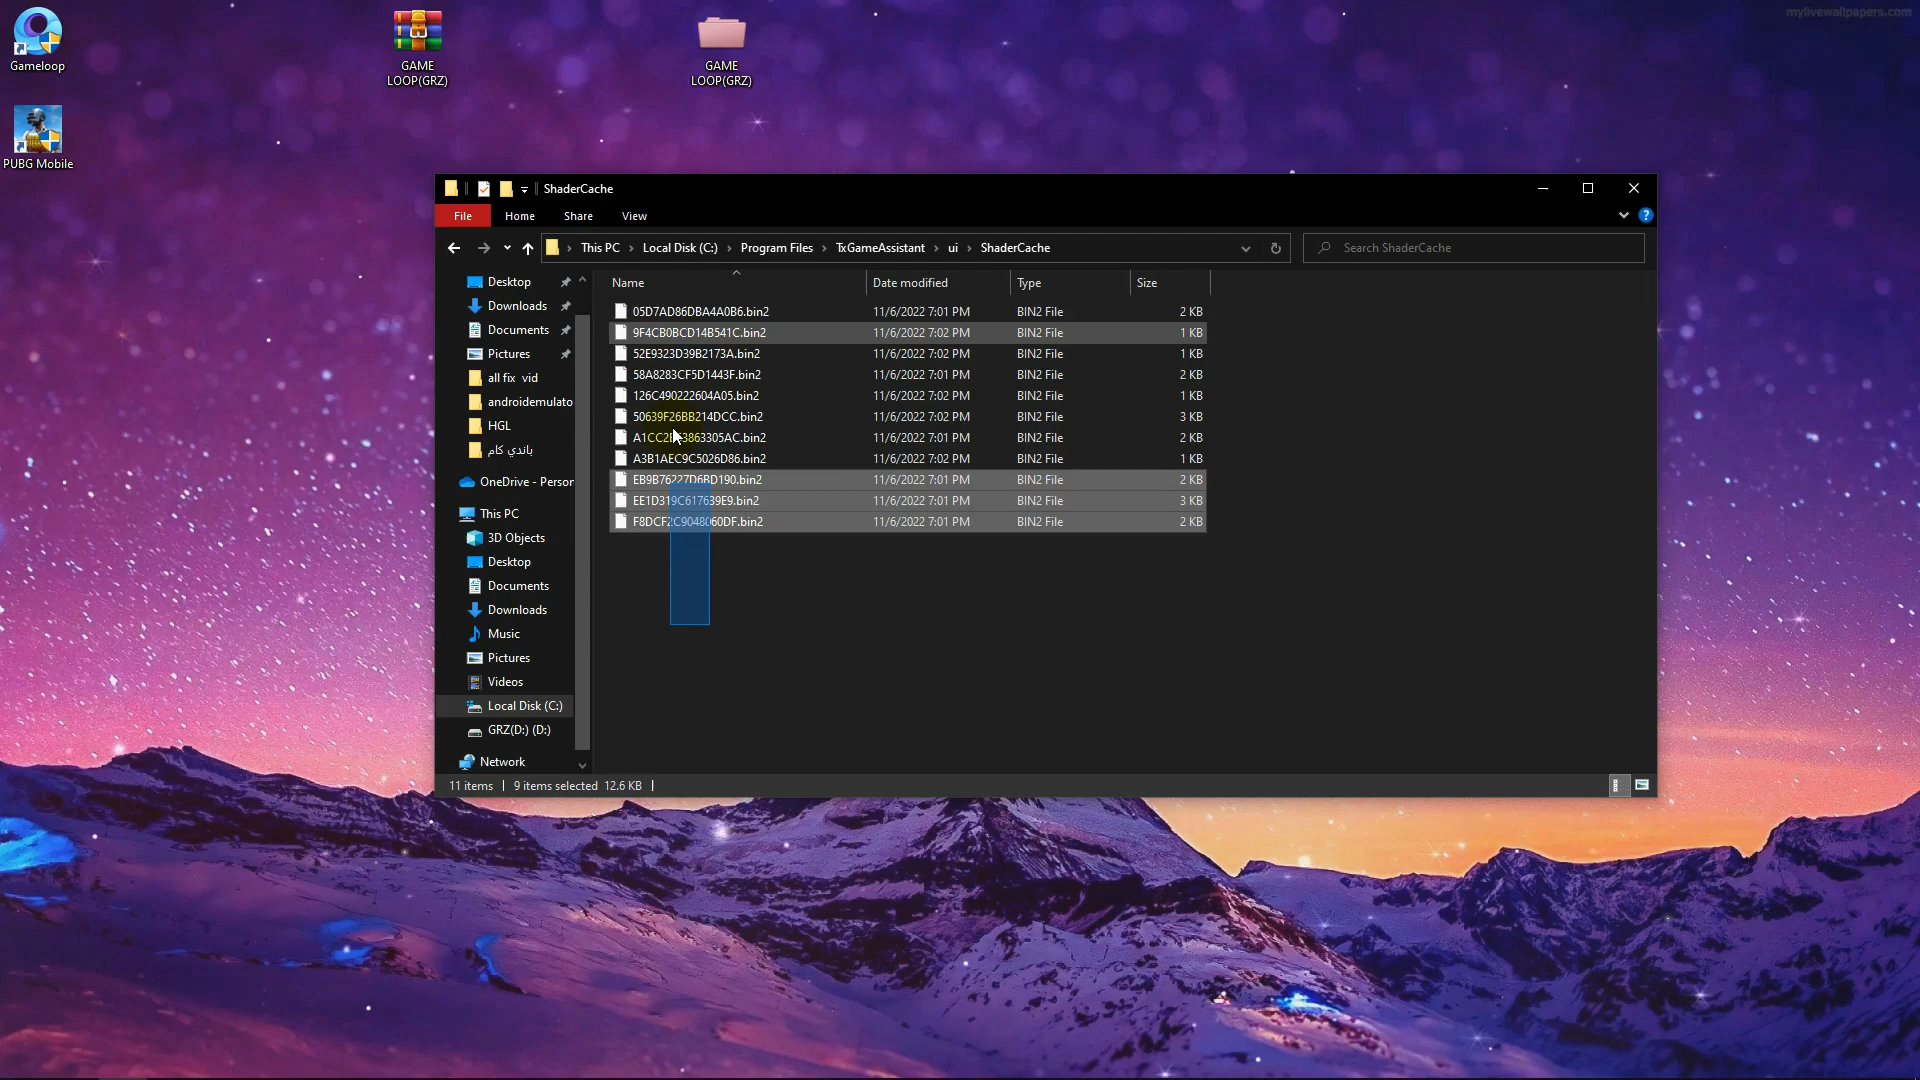 mylivewallpapers.com
Gameloop
GAME
LOOP(GRZ)
GAME
LOOP(GRZ)
PUBG Mobile
ShaderCache
File Home Share View
This PC › Local Disk (C:) › Program Files › TxGameAssistant › ui › ShaderCache
Search ShaderCache
Name Date modified Type Size
05D7AD86DBA4A0B6.bin2 11/6/2022 7:01 PM BIN2 File 2 KB
9F4CB0BCD14B541C.bin2 11/6/2022 7:02 PM BIN2 File 1 KB
52E9323D39B2173A.bin2 11/6/2022 7:02 PM BIN2 File 1 KB
58A8283CF5D1443F.bin2 11/6/2022 7:01 PM BIN2 File 2 KB
126C490222604A05.bin2 11/6/2022 7:02 PM BIN2 File 1 KB
50639F26BB214DCC.bin2 11/6/2022 7:02 PM BIN2 File 3 KB
11/6/2022 7:01 PM BIN2 File 2 KB
A3B1AEC9C5026D86.bin2 11/6/2022 7:02 PM BIN2 File 1 KB
EB9B76227D6BD190.bin2 11/6/2022 7:01 PM BIN2 File 2 KB
EE1D319C617639E9.bin2 11/6/2022 7:01 PM BIN2 File 3 KB
F8DCF2C9048060DF.bin2 11/6/2022 7:01 PM BIN2 File 2 KB
Desktop
Downloads
Documents
Pictures
all fix vid
androidemulato
HGL
باندي كام
OneDrive - Person
This PC
3D Objects
Desktop
Documents
Downloads
Music
Pictures
Videos
Local Disk (C:)
GRZ(D:) (D:)
Network
11 items 9 items selected 12.6 KB